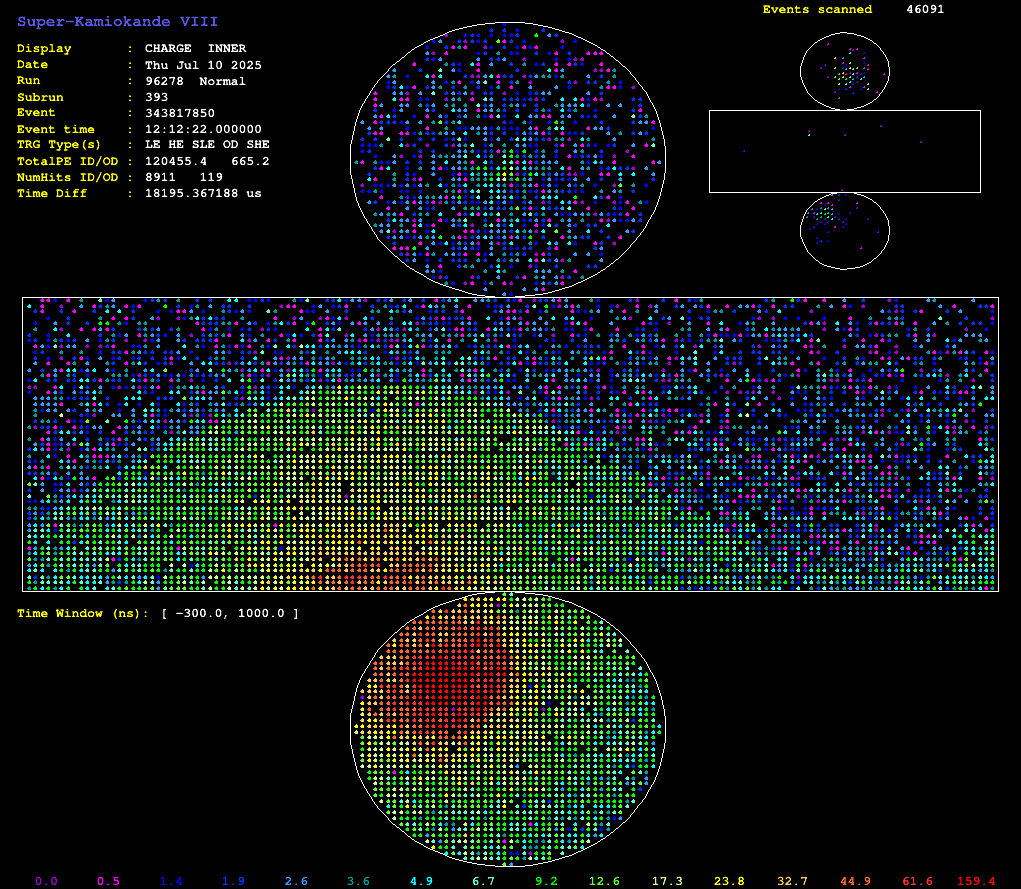 Super-Kamiokande VIII
Events scanned 46091
Display : CHARGE INNER
Date : Thu Jul 10 2025
Run : 96278 Normal
Subrun : 393
Event : 343817850
Event time : 12:12:22.000000
TRG Type(s) : LE HE SLE OD SHE
TotalPE ID/OD : 120455.4 665.2
NumHits ID/OD : 8911 119
Time Diff : 18195.367188 us
Time Window (ns): [ -300.0, 1000.0 ]
0.0 0.5 1.4 1.9 2.6 3.6 4.9 6.7 9.2 12.6 17.3 23.8 32.7 44.9 61.6 159.4